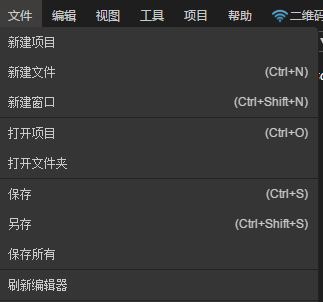 文件 编辑 视图 工具 项目 帮助 二维码
新建项目
新建文件 (Ctrl+N)
新建窗口 (Ctrl+Shift+N)
打开项目 (Ctrl+O)
打开文件夹
保存 (Ctrl+S)
另存 (Ctrl+Shift+S)
保存所有
刷新编辑器